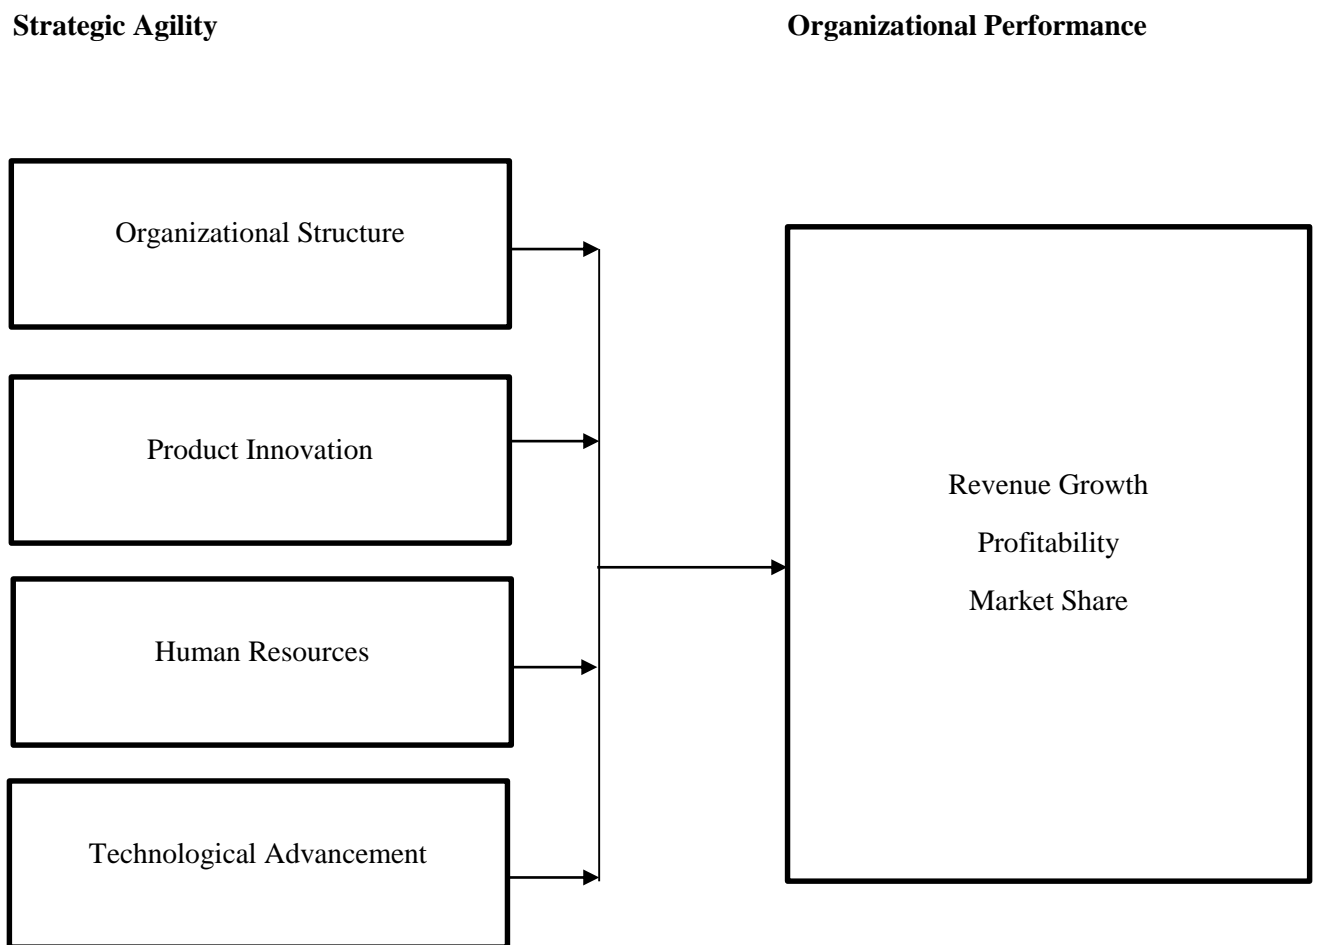 Strategic Agility
Organizational Performance
Organizational Structure
Product Innovation
Human Resources
Technological Advancement
Revenue Growth
Profitability
Market Share